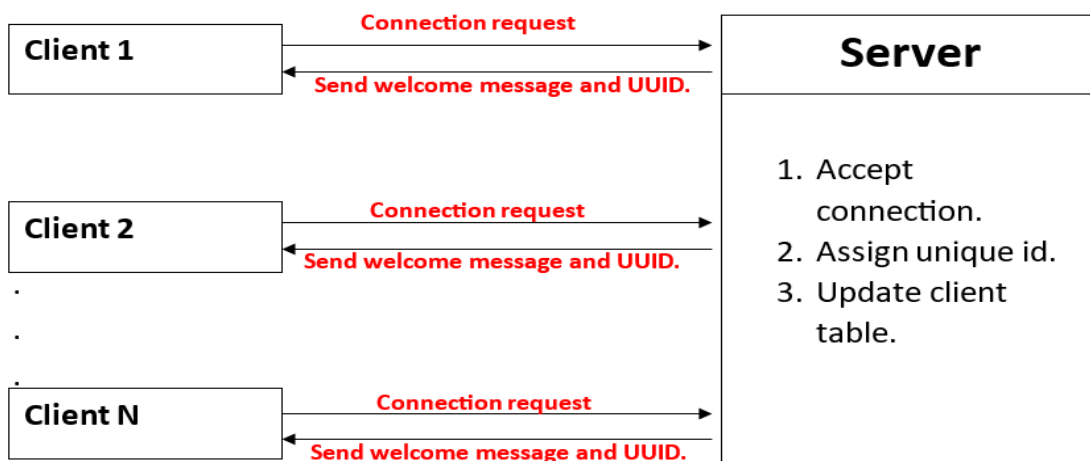 Connection request
Client 1
Send welcome message and UUID.
Server
1. Accept
connection.
2. Assign unique id.
3. Update client
table.
Connection request
Client 2
Send welcome message and UUID.
.
.
.
Connection request
Client N
Send welcome message and UUID.